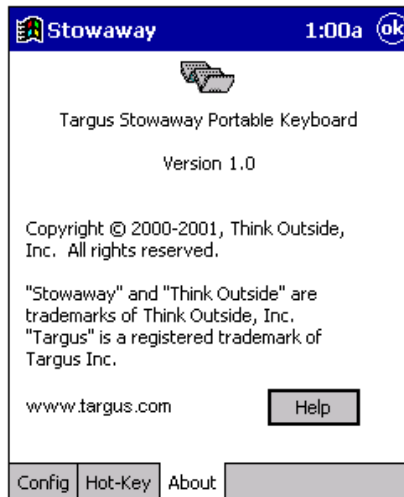 Stowaway 1:00a ok
Targus Stowaway Portable Keyboard
Version 1.0
Copyright © 2000-2001, Think Outside,
Inc. All rights reserved.
"Stowaway" and "Think Outside" are
trademarks of Think Outside, Inc.
"Targus" is a registered trademark of
Targus Inc.
www.targus.com Help
Config Hot-Key About